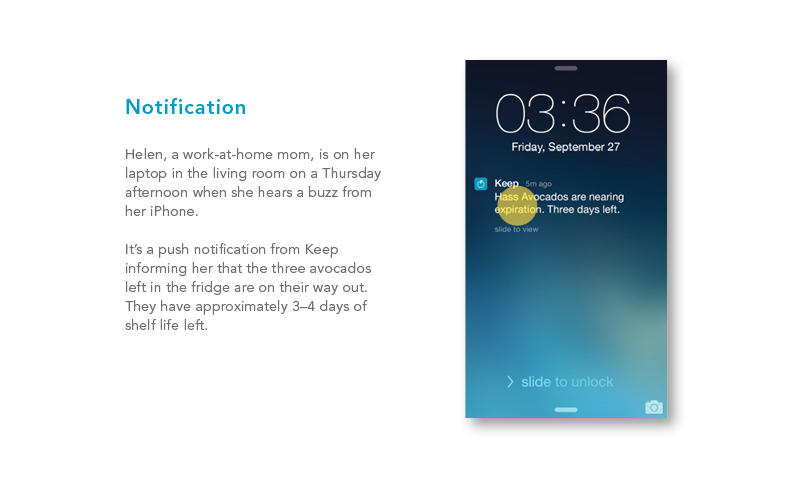 Notification
Helen, a work-at-home mom, is on her
laptop in the living room on a Thursday
afternoon when she hears a buzz from
her iPhone.
It's a push notification from Keep
informing her that the three avocados
left in the fridge are on their way out.
They have approximately 3–4 days of
shelf life left.
03:36
Friday, September 27
Keep 5m ago
Hass Avocados are nearing
expiration. Three days left.
slide to view
slide to unlock